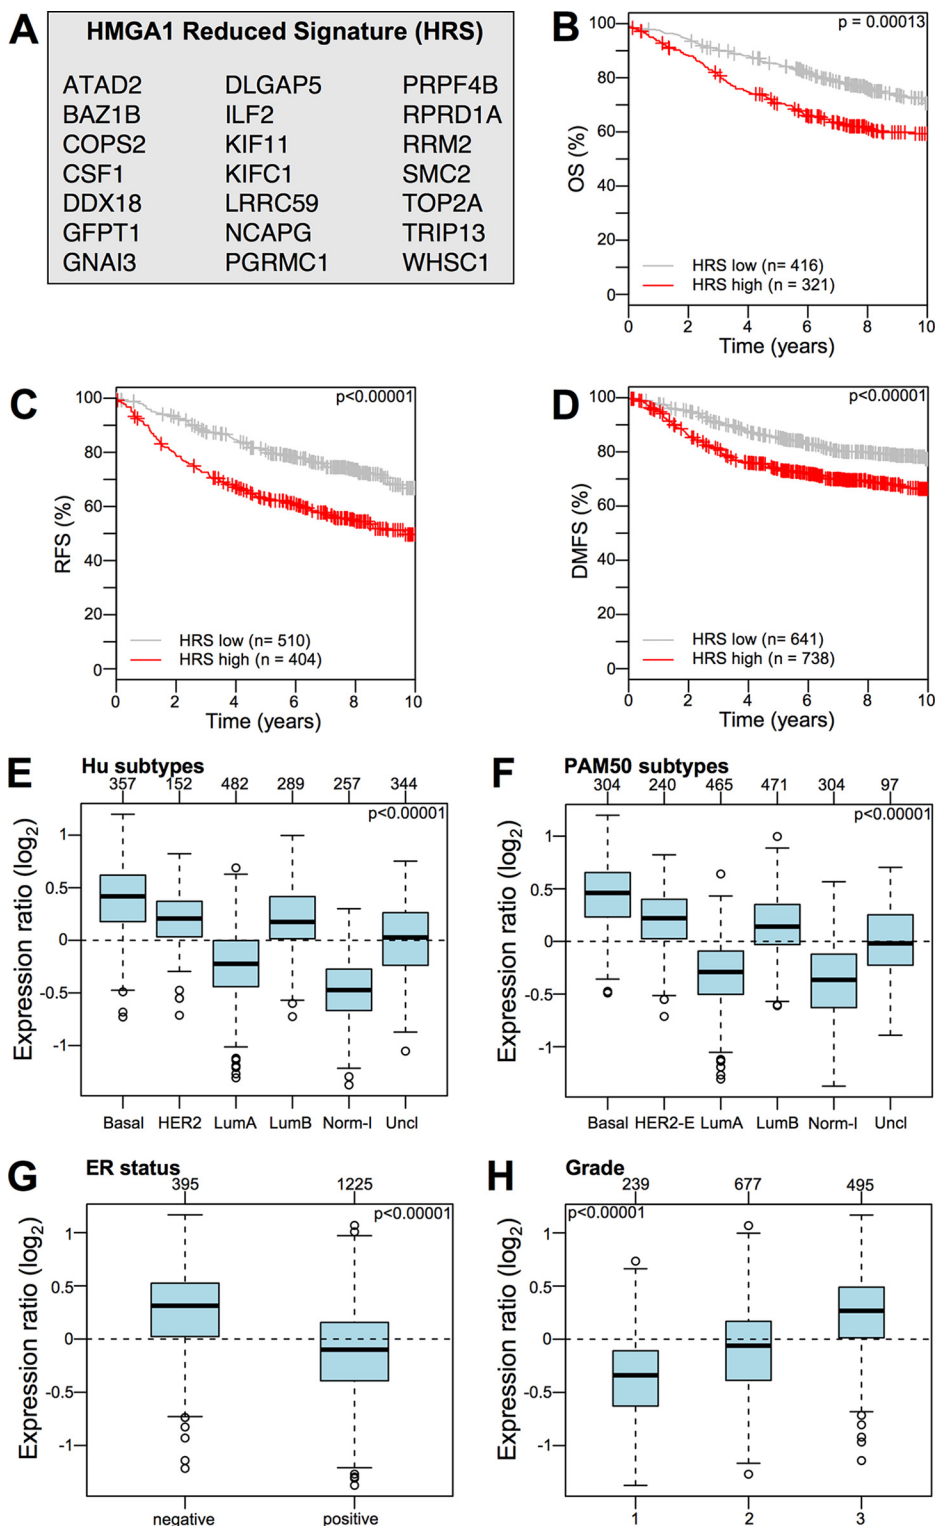 A
HMGA1 Reduced Signature (HRS)
ATAD2 DLGAP5 PRPF4B
BAZ1B ILF2 RPRD1A
COPS2 KIF11 RRM2
CSF1 KIFC1 SMC2
DDX18 LRRC59 TOP2A
GFPT1 NCAPG TRIP13
GNAI3 PGRMC1 WHSC1
B
p = 0.00013
OS (%)
100
80
60
40
20
0
HRS low (n= 416)
HRS high (n = 321)
0 2 4 6 8 10
Time (years)
C
p<0.00001
RFS (%)
100
80
60
40
20
0
HRS low (n= 510)
HRS high (n = 404)
0 2 4 6 8 10
Time (years)
D
p<0.00001
DMFS (%)
100
80
60
40
20
0
HRS low (n= 641)
HRS high (n = 738)
0 2 4 6 8 10
Time (years)
E
Hu subtypes
357 152 482 289 257 344
p<0.00001
Expression ratio (log2)
1
0.5
0
-0.5
-1
Basal HER2 LumA LumB Norm-l Uncl
F
PAM50 subtypes
304 240 465 471 304 97
p<0.00001
Expression ratio (log2)
1
0.5
0
-0.5
-1
Basal HER2-E LumA LumB Norm-l Uncl
G
ER status
395 1225
p<0.00001
Expression ratio (log2)
1
0.5
0
-0.5
-1
negative positive
H
Grade
239 677 495
p<0.00001
Expression ratio (log2)
1
0.5
0
-0.5
-1
1 2 3